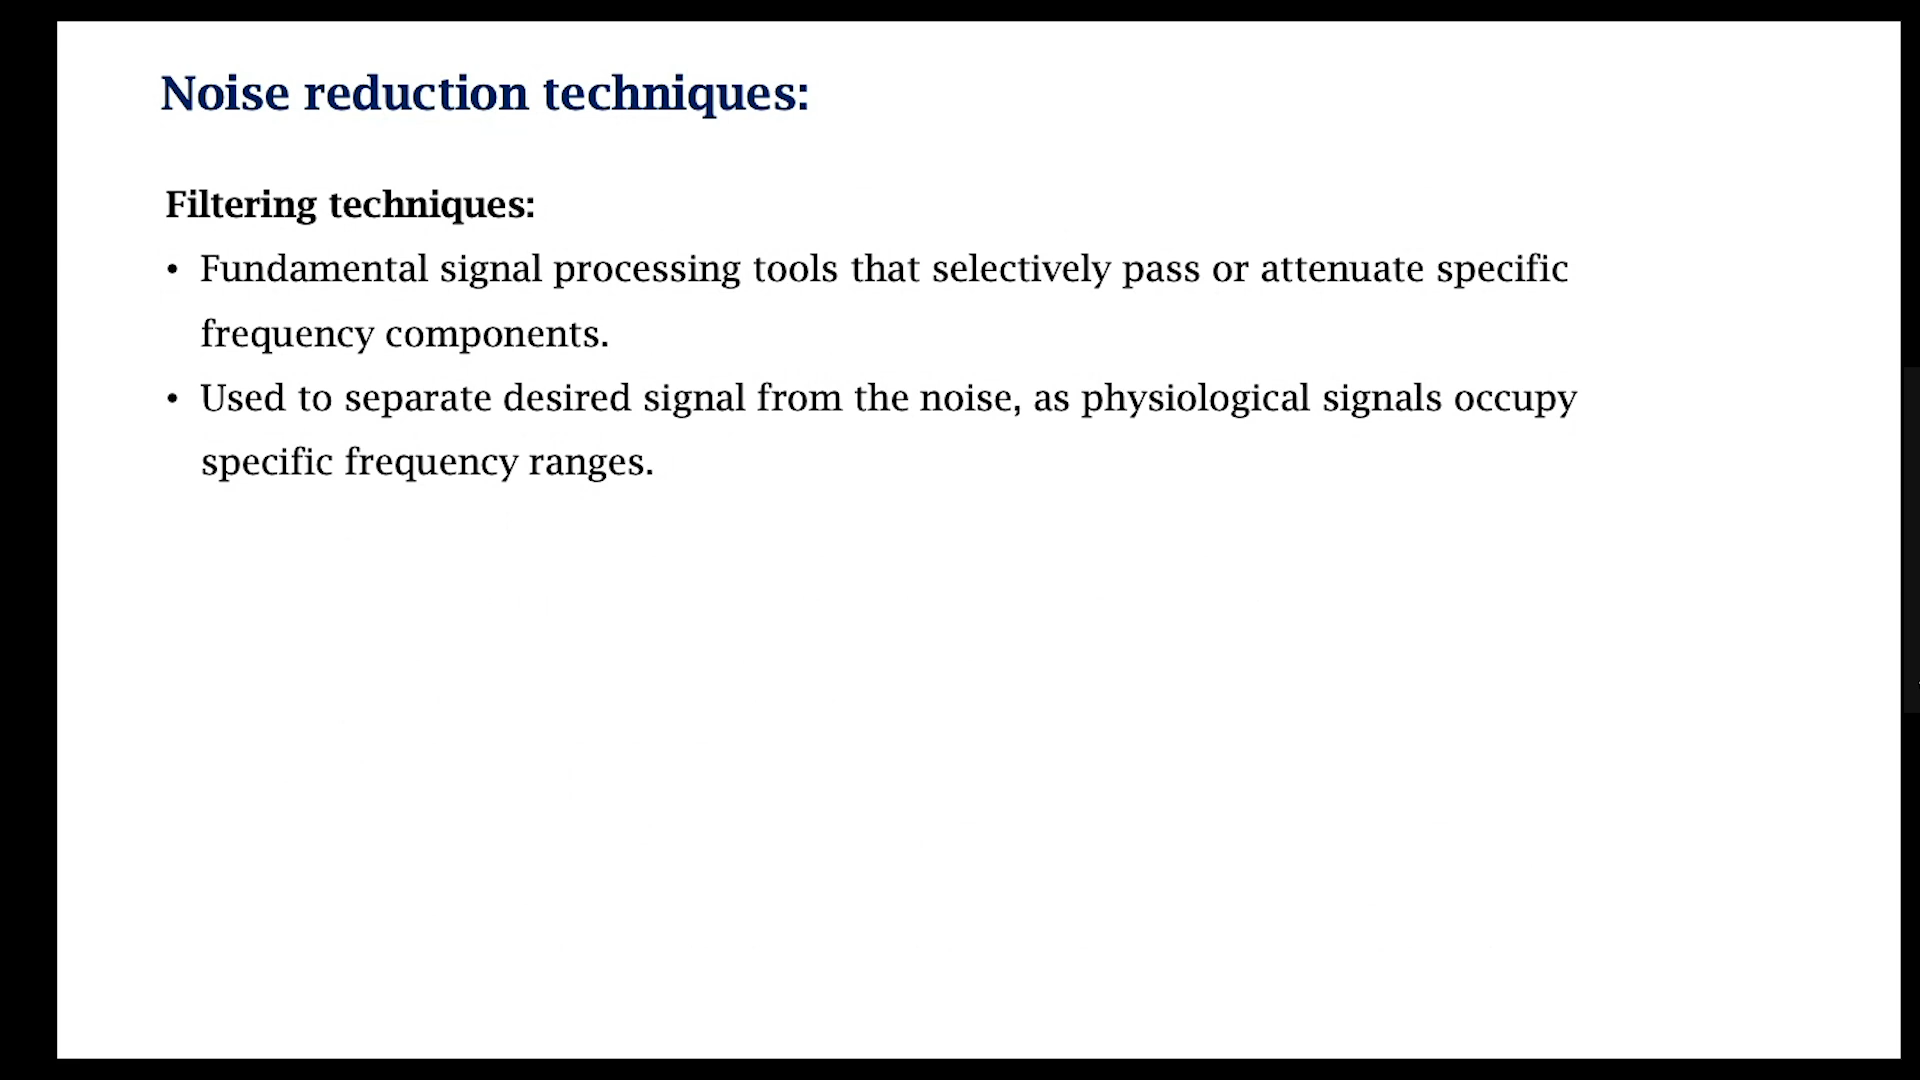 Noise reduction techniques:
Filtering techniques:
• Fundamental signal processing tools that selectively pass or attenuate specific
frequency components.
• Used to separate desired signal from the noise, as physiological signals occupy
specific frequency ranges.